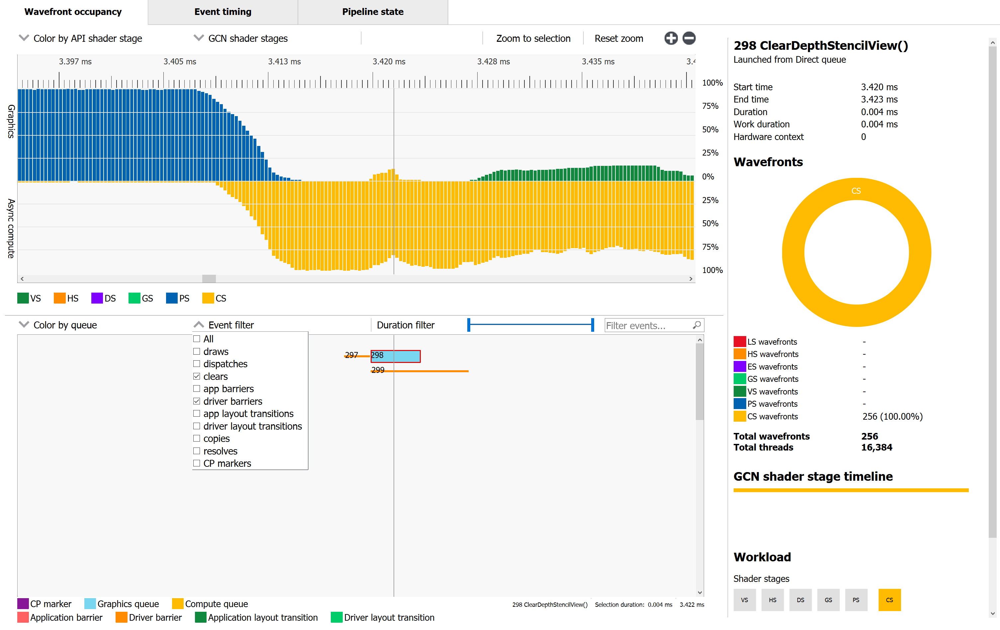 Wavefront occupancy
Event timing
Pipeline state
Color by API shader stage
GCN shader stages
Zoom to selection
Reset zoom
3.397 ms
3.405 ms
3.413 ms
3.420 ms
3.428 ms
3.435 ms
3.4
Graphics
Async compute
100%
75%
50%
25%
0%
25%
50%
75%
100%
VS
HS
DS
GS
PS
CS
Color by queue
Event filter
Duration filter
Filter events...
All
draws
dispatches
clears
app barriers
driver barriers
app layout transitions
driver layout transitions
copies
resolves
CP markers
297
298
299
CP marker
Graphics queue
Compute queue
298 ClearDepthStencilView()
Selection duration: 0.004 ms
3.422 ms
Application barrier
Driver barrier
Application layout transition
Driver layout transition
298 ClearDepthStencilView()
Launched from Direct queue
Start time 3.420 ms
End time 3.423 ms
Duration 0.004 ms
Work duration 0.004 ms
Hardware context 0
Wavefronts
CS
LS wavefronts -
HS wavefronts -
ES wavefronts -
GS wavefronts -
VS wavefronts -
PS wavefronts -
CS wavefronts 256 (100.00%)
Total wavefronts 256
Total threads 16,384
GCN shader stage timeline
Workload
Shader stages
VS
HS
DS
GS
PS
CS